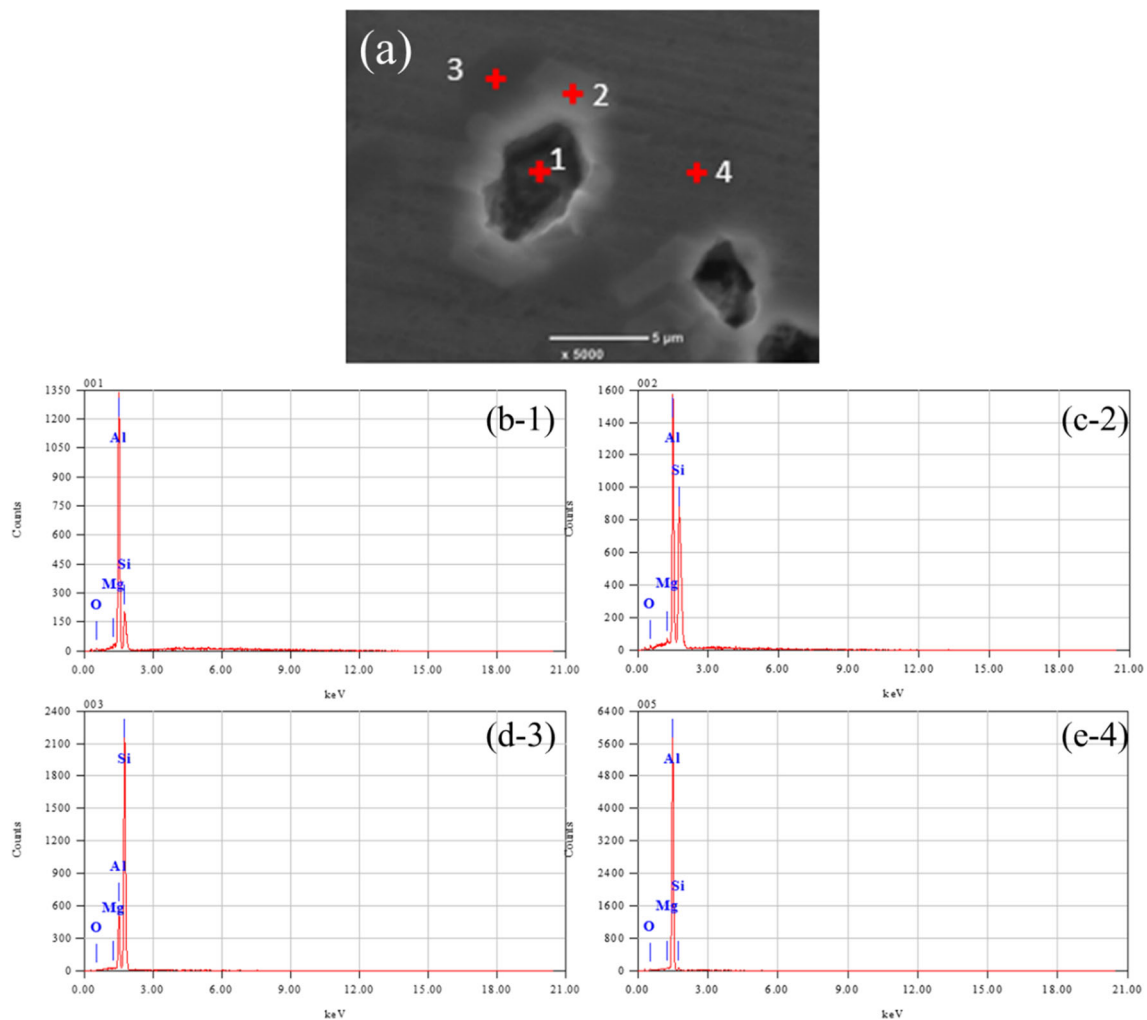 (a)
3
2
1
4
5 μm
x 5000
001
(b-1)
1350
1200
1050
900
750
600
450
300
150
0
Counts
Al
Si
Mg
O
0.00 3.00 6.00 9.00 12.00 15.00 18.00 21.00
keV
002
(c-2)
1600
1400
1200
1000
800
600
400
200
0
Counts
Al
Si
Mg
O
0.00 3.00 6.00 9.00 12.00 15.00 18.00 21.00
keV
003
(d-3)
2400
2100
1800
1500
1200
900
600
300
0
Counts
Si
Al
Mg
O
0.00 3.00 6.00 9.00 12.00 15.00 18.00 21.00
keV
005
(e-4)
6400
5600
4800
4000
3200
2400
1600
800
0
Counts
Al
Si
Mg
O
0.00 3.00 6.00 9.00 12.00 15.00 18.00 21.00
keV